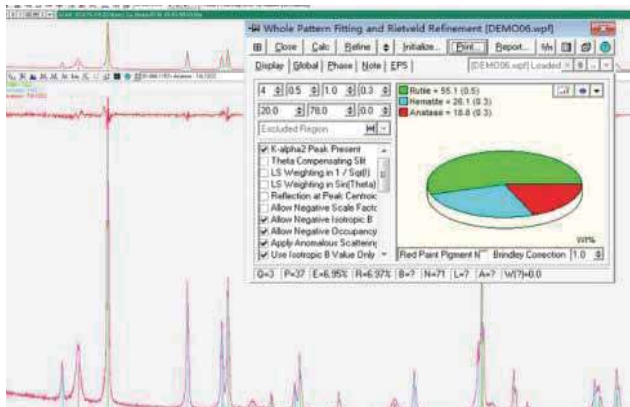 Whole Pattern Fitting and Rietveld Refinement [DEMO06.wpf]
Close Calc Refine Initialize... Print... Report...
Display Global Phase Note EPS [DEMO06.wpf] Loaded
4 0.5 1.0 0.3
20.0 78.0 0.0
Excluded Region
K-alpha2 Peak Present
Theta Compensating Slit
LS Weighting in 1 / Sqrt(I)
LS Weighting in Sin(Theta)
Reflection at Peak Centroid
Allow Negative Scale Facto
Allow Negative Isotropic B
Allow Negative Occupancy
Apply Anomalous Scattering
Use Isotropic B Value Only
Rutile = 55.1 (0.5)
Hematite = 26.1 (0.3)
Anatase = 18.8 (0.3)
Wt%
Red Paint Pigment Brindley Correction 1.0
Q=3 P=37 E=6.95% R=6.97% B=? N=71 L=? A=? W(?)=0.0